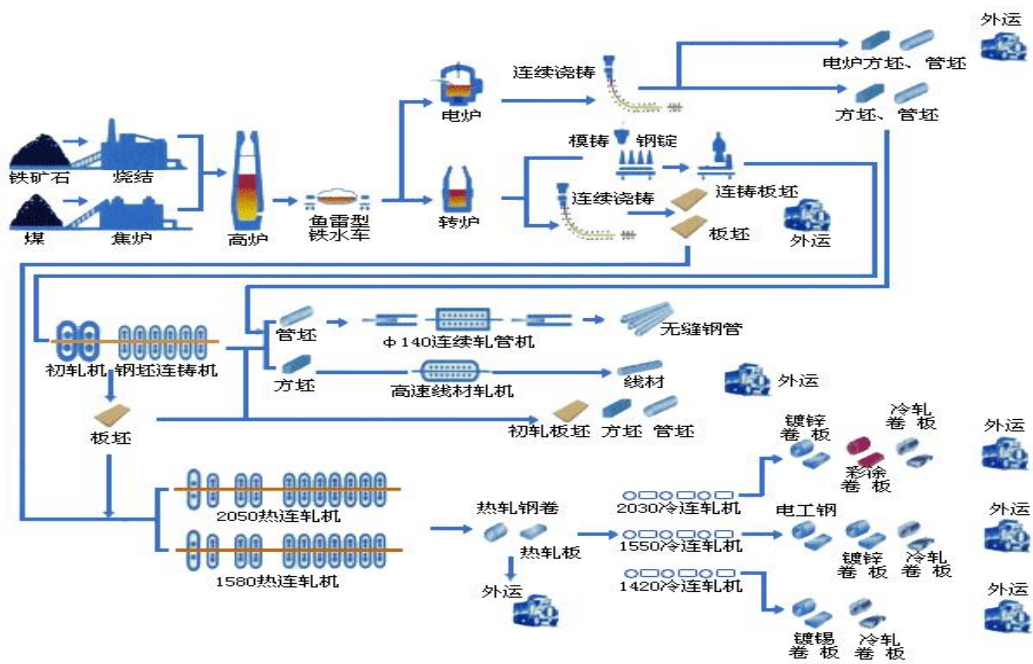 外运
电炉方坯、管坯
连续浇铸
电炉
方坯、管坯
模铸 钢锭
铁矿石
烧结
连续浇铸
连铸板坯
煤
焦炉
高炉
鱼雷型
铁水车
转炉
板坯
外运
管坯
φ140连续轧管机
无缝钢管
初轧机 钢坯连铸机
方坯
高速线材轧机
线材
外运
板坯
初轧板坯 方坯 管坯
镀锌
卷 板
冷轧
卷 板
外运
彩涂
卷 板
2050热连轧机
热轧钢卷
2030冷连轧机
电工钢
外运
热轧板
1550冷连轧机
镀锌
卷 板
冷轧
卷 板
1580热连轧机
外运
1420冷连轧机
外运
镀锡
卷 板
冷轧
卷 板